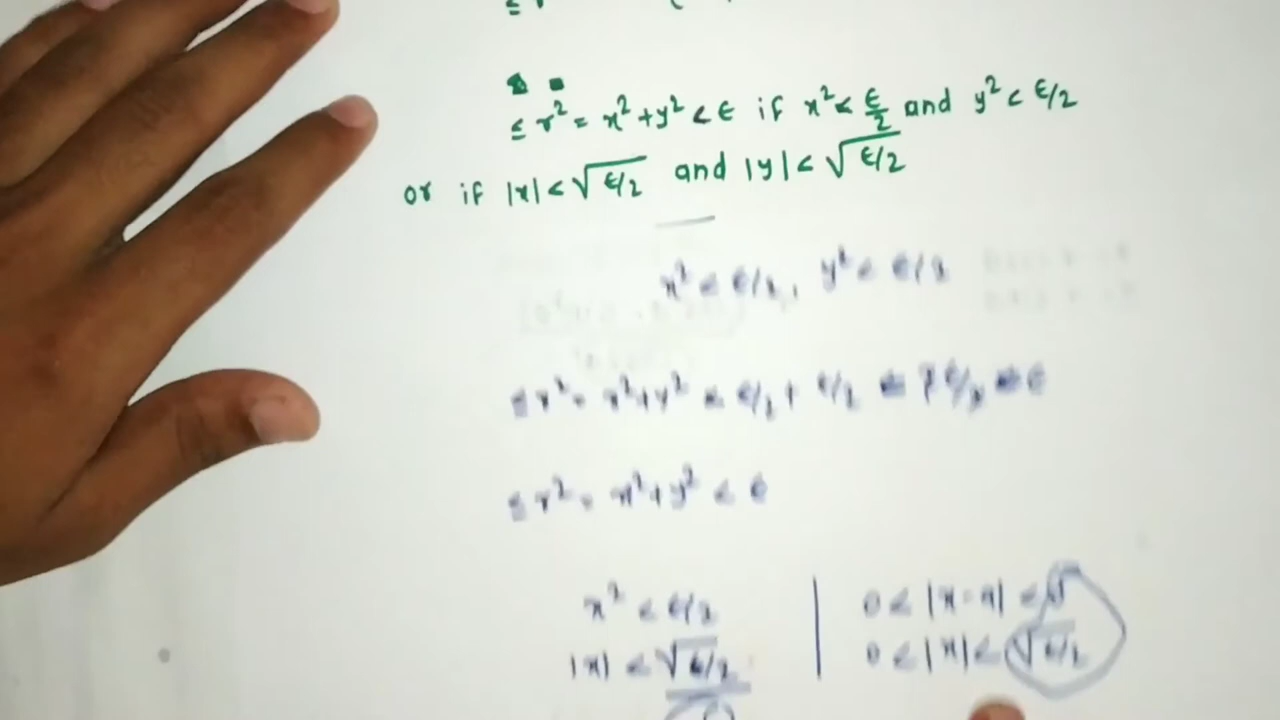 ≤ r² = x² + y² < ε if x² < ε/2 and y² < ε/2
or if |x| < √ε/2 and |y| < √ε/2
x² < ε/2, y² < ε/2
≤ r² = x² + y² < ε/2 + ε/2
≤ r² = x² + y² < ε
x² < ε/2
|x| < √ε/2
0 < |x - a| < δ
0 < |x| < √ε/2